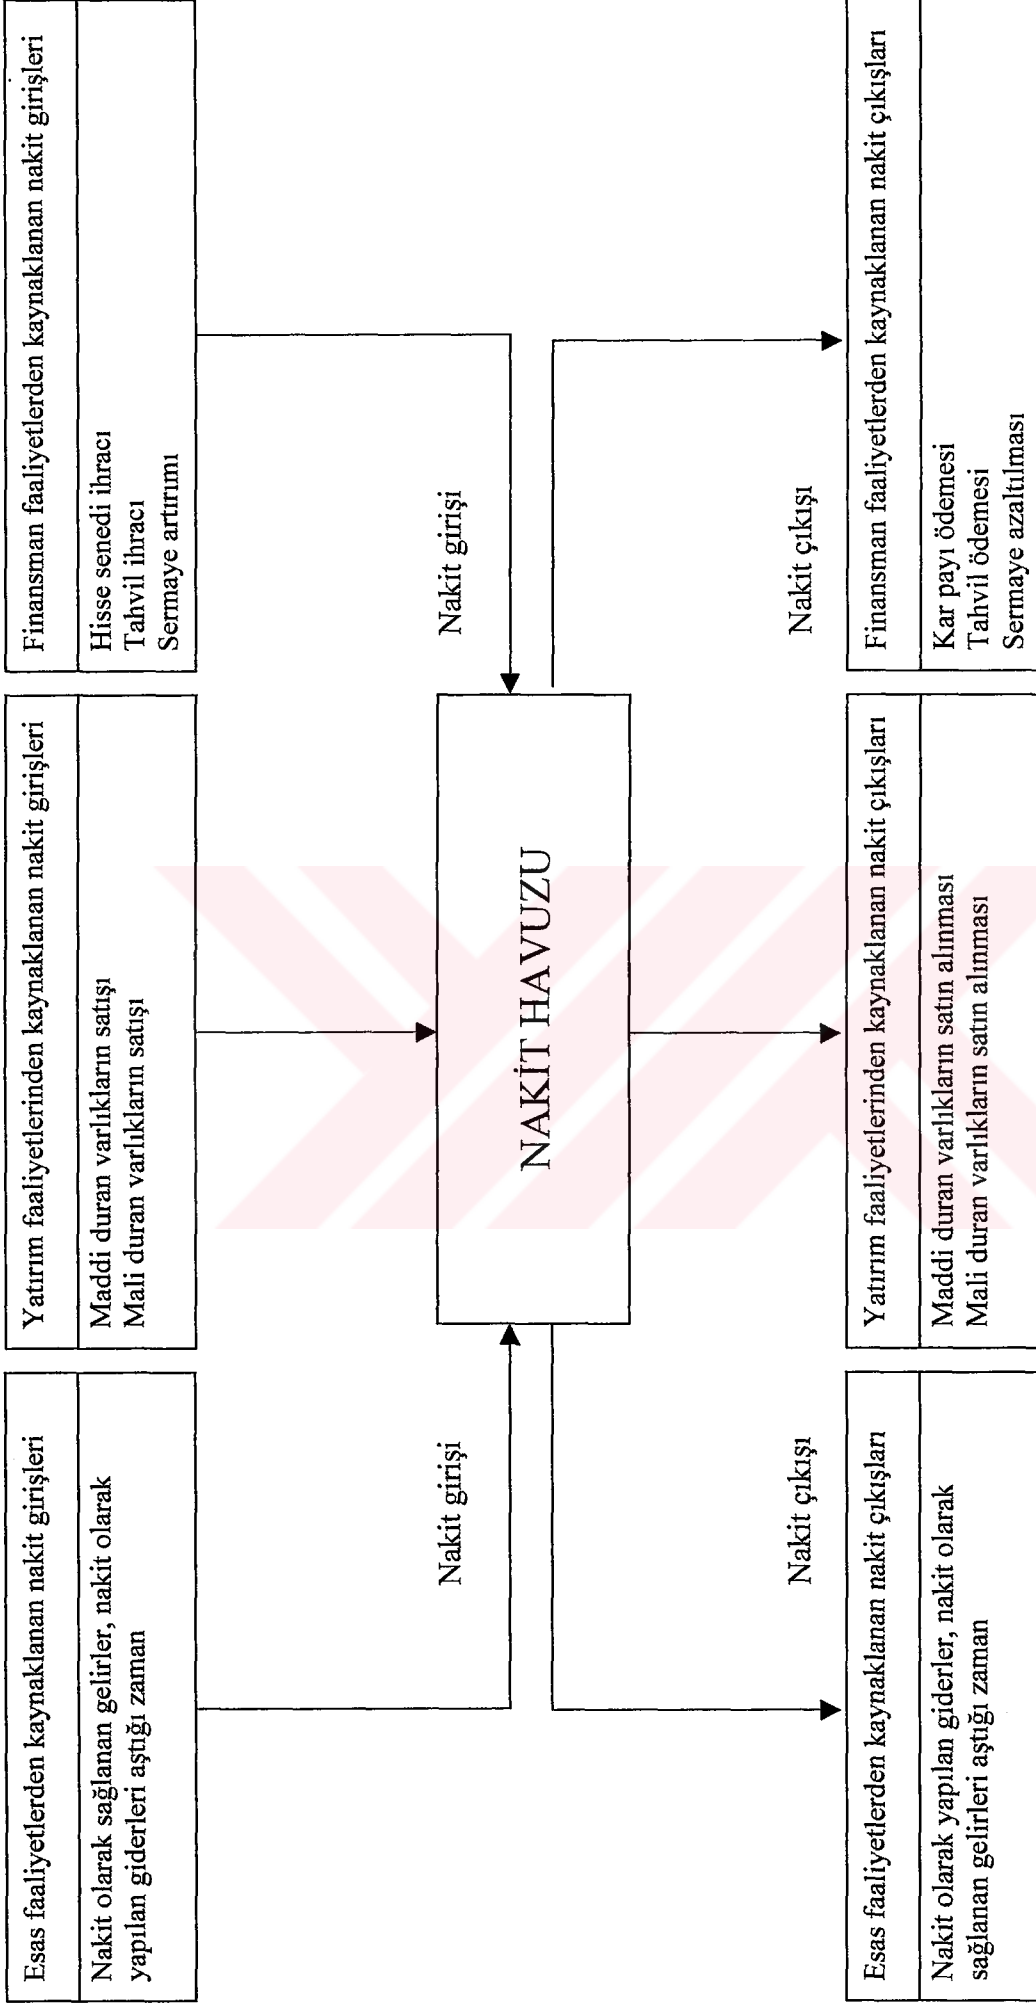 Esas faaliyetlerden kaynaklanan nakit girişleri
Nakit olarak sağlanan gelirler, nakit olarak
yapılan giderleri aştığı zaman
Yatırım faaliyetlerinden kaynaklanan nakit girişleri
Maddi duran varlıkların satışı
Mali duran varlıkların satışı
Finansman faaliyetlerden kaynaklanan nakit girişleri
Hisse senedi ihracı
Tahvil ihracı
Sermaye artırımı
Nakit girişi
Nakit girişi
NAKİT HAVUZU
Nakit çıkışı
Nakit çıkışı
Esas faaliyetlerden kaynaklanan nakit çıkışları
Nakit olarak yapılan giderler, nakit olarak
sağlanan gelirleri aştığı zaman
Yatırım faaliyetlerinden kaynaklanan nakit çıkışları
Maddi duran varlıkların satın alınması
Mali duran varlıkların satın alınması
Finansman faaliyetlerden kaynaklanan nakit çıkışları
Kar payı ödemesi
Tahvil ödemesi
Sermaye azaltılması